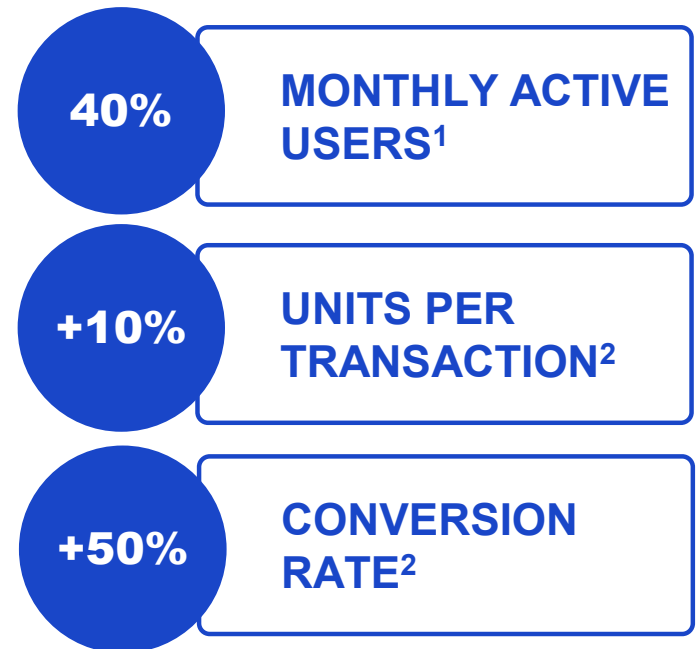 40%
MONTHLY ACTIVE
USERS¹
+10%
UNITS PER
TRANSACTION²
+50%
CONVERSION
RATE²